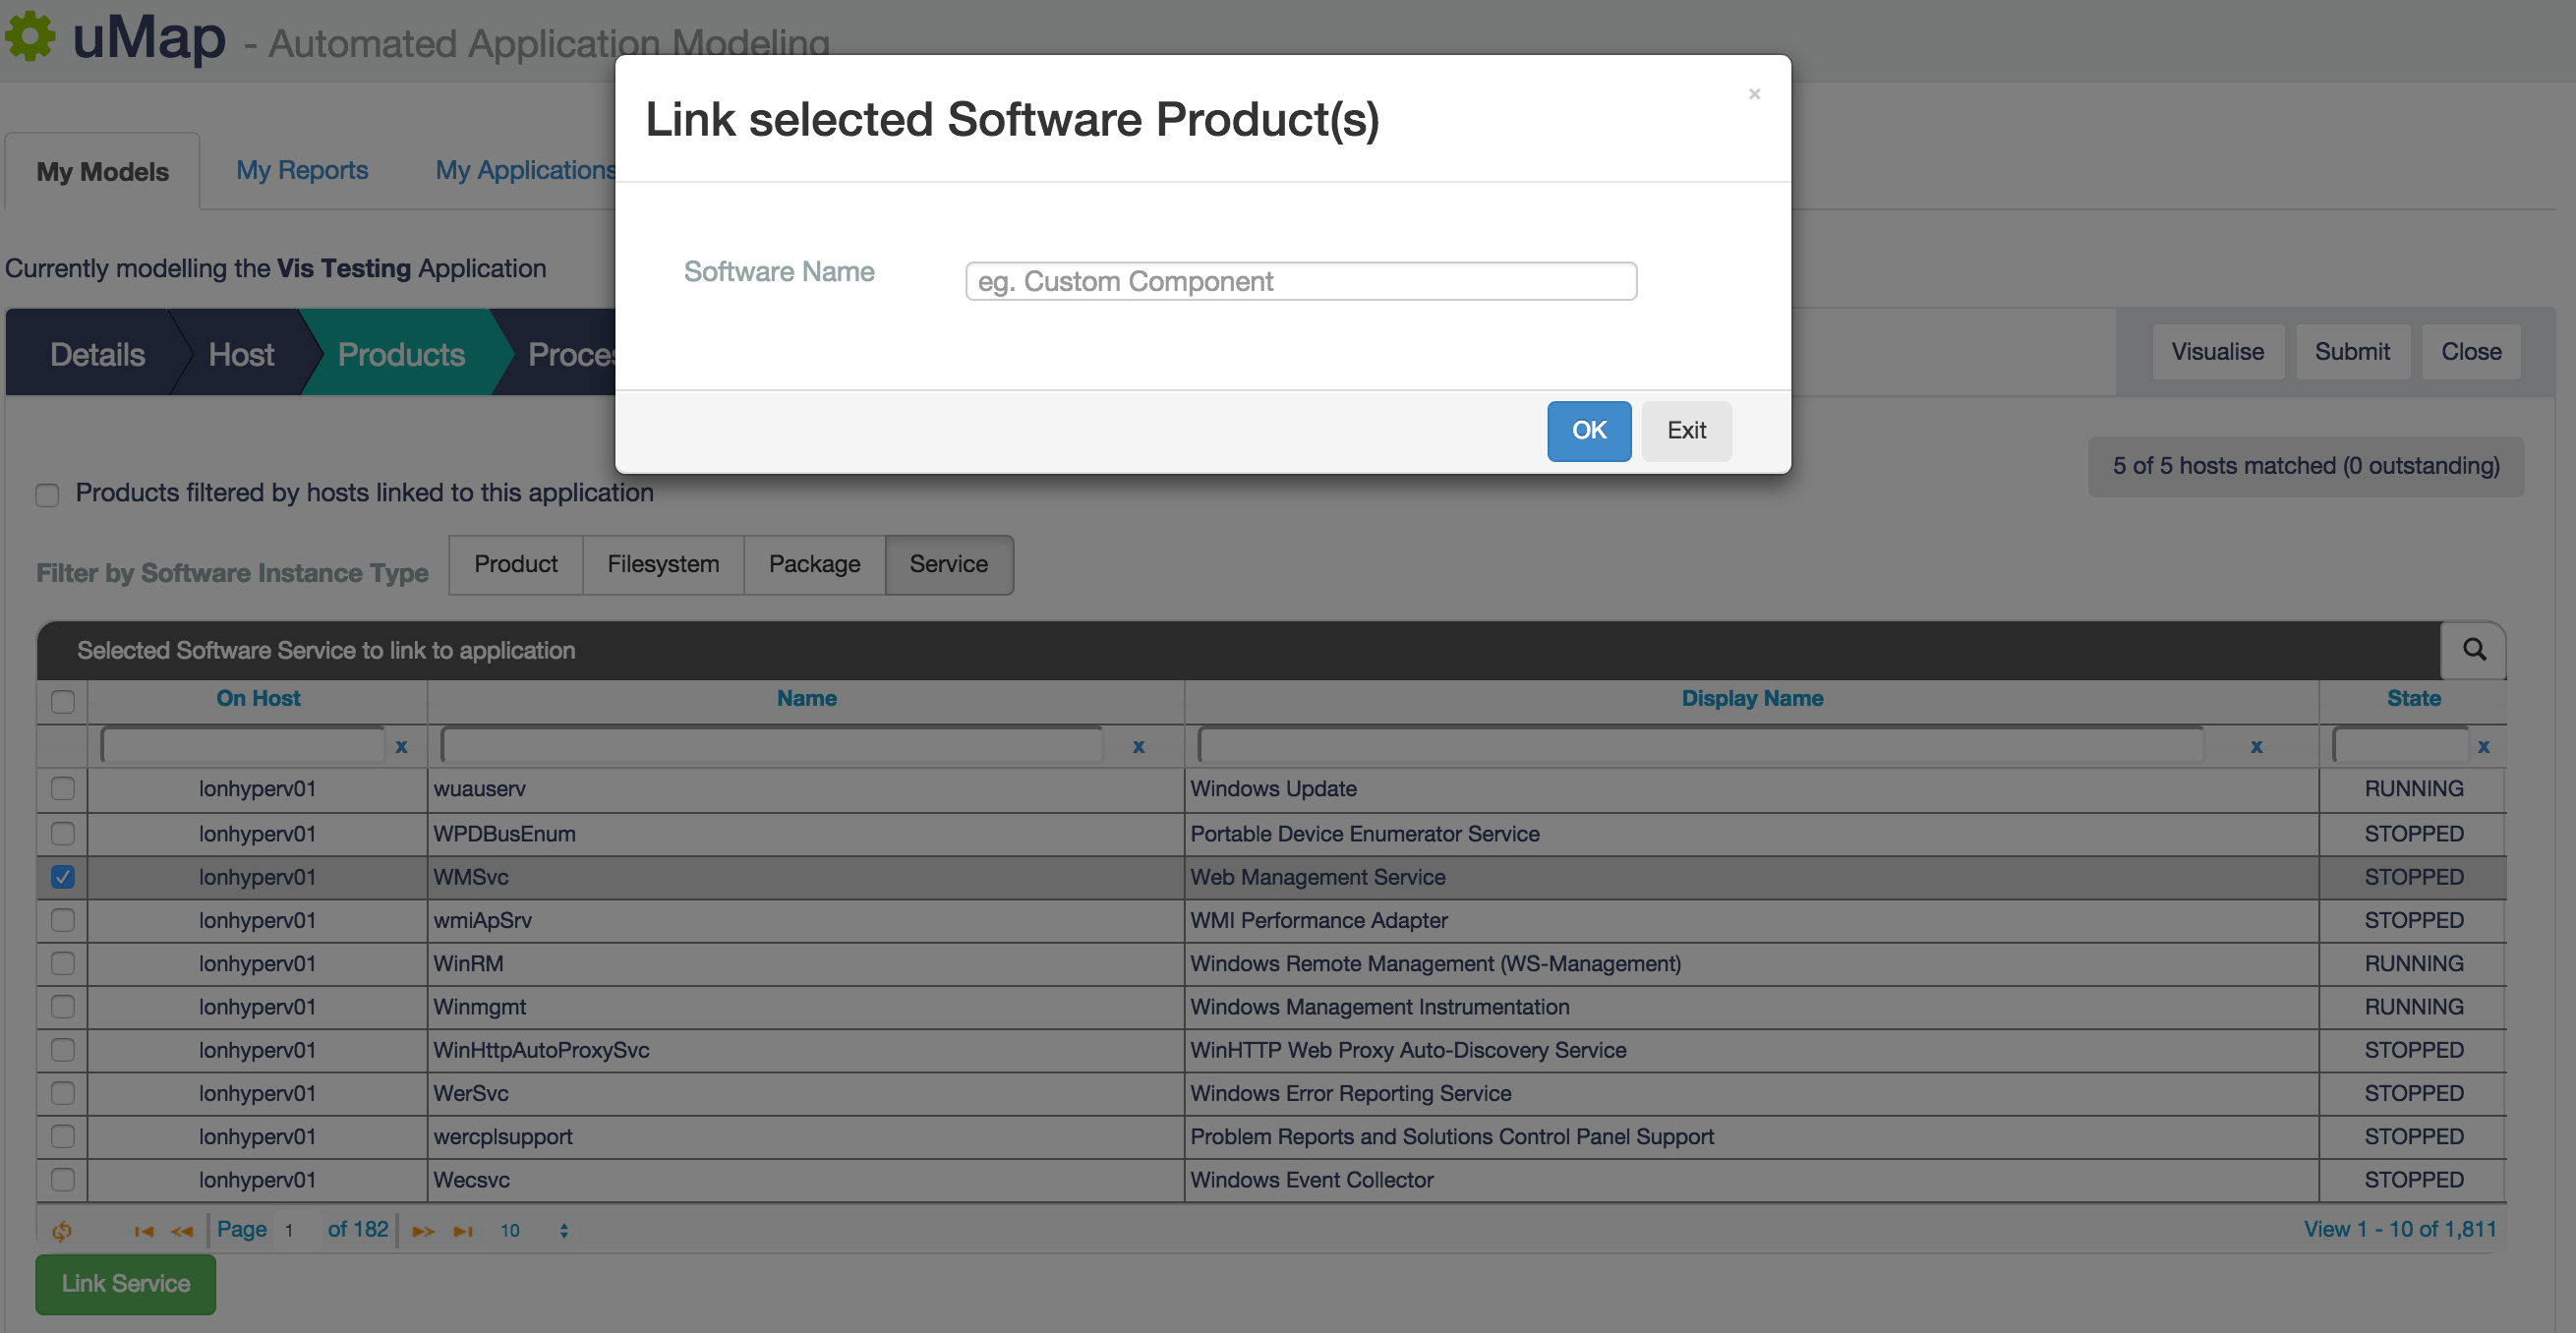 uMap - Automated Application Modeling
Link selected Software Product(s)
×
Software Name
eg. Custom Component
OK
Exit
My Models
My Reports
My Applications
Currently modelling the Vis Testing Application
Details
Host
Products
Proces
Visualise
Submit
Close
5 of 5 hosts matched (0 outstanding)
Products filtered by hosts linked to this application
Filter by Software Instance Type
Product
Filesystem
Package
Service
Selected Software Service to link to application
On Host Name Display Name State
x x x x
lonhyperv01 wuauserv Windows Update RUNNING
lonhyperv01 WPDBusEnum Portable Device Enumerator Service STOPPED
lonhyperv01 WMSvc Web Management Service STOPPED
lonhyperv01 wmiApSrv WMI Performance Adapter STOPPED
lonhyperv01 WinRM Windows Remote Management (WS-Management) RUNNING
lonhyperv01 Winmgmt Windows Management Instrumentation RUNNING
lonhyperv01 WinHttpAutoProxySvc WinHTTP Web Proxy Auto-Discovery Service STOPPED
lonhyperv01 WerSvc Windows Error Reporting Service STOPPED
lonhyperv01 wercplsupport Problem Reports and Solutions Control Panel Support STOPPED
lonhyperv01 Wecsvc Windows Event Collector STOPPED
Page 1 of 182 10 View 1 - 10 of 1,811
Link Service